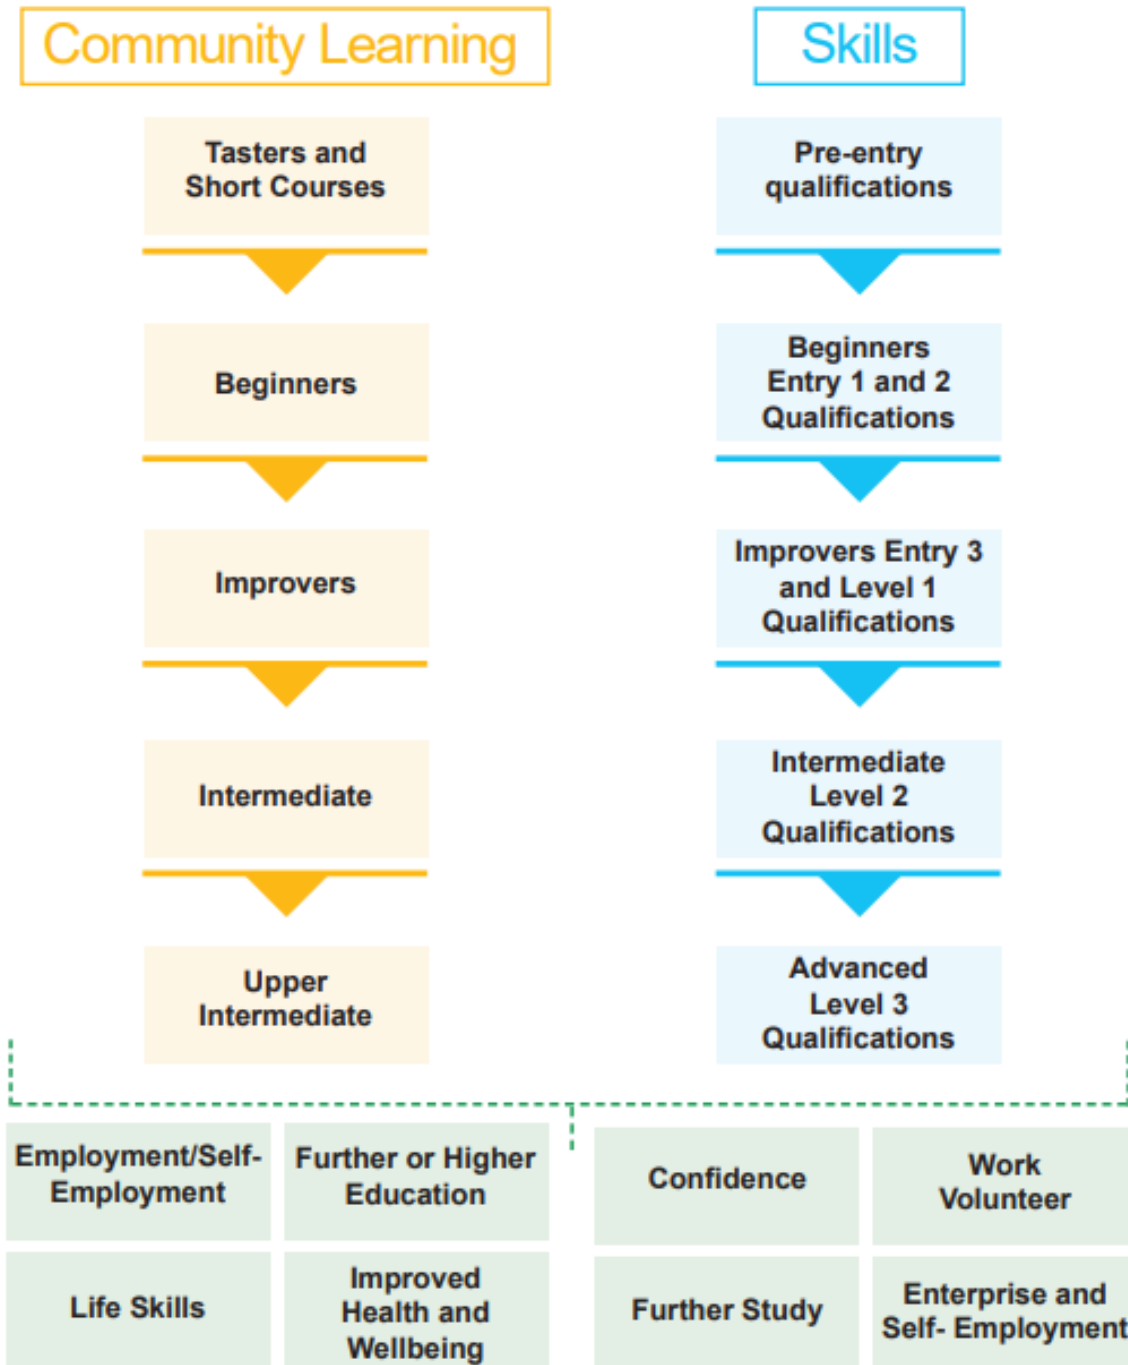 Community Learning
Tasters and
Short Courses
Beginners
Improvers
Intermediate
Upper
Intermediate
Skills
Pre-entry
qualifications
Beginners
Entry 1 and 2
Qualifications
Improvers Entry 3
and Level 1
Qualifications
Intermediate
Level 2
Qualifications
Advanced
Level 3
Qualifications
Employment/Self-
Employment
Further or Higher
Education
Life Skills
Improved
Health and
Wellbeing
Confidence
Work
Volunteer
Further Study
Enterprise and
Self- Employment